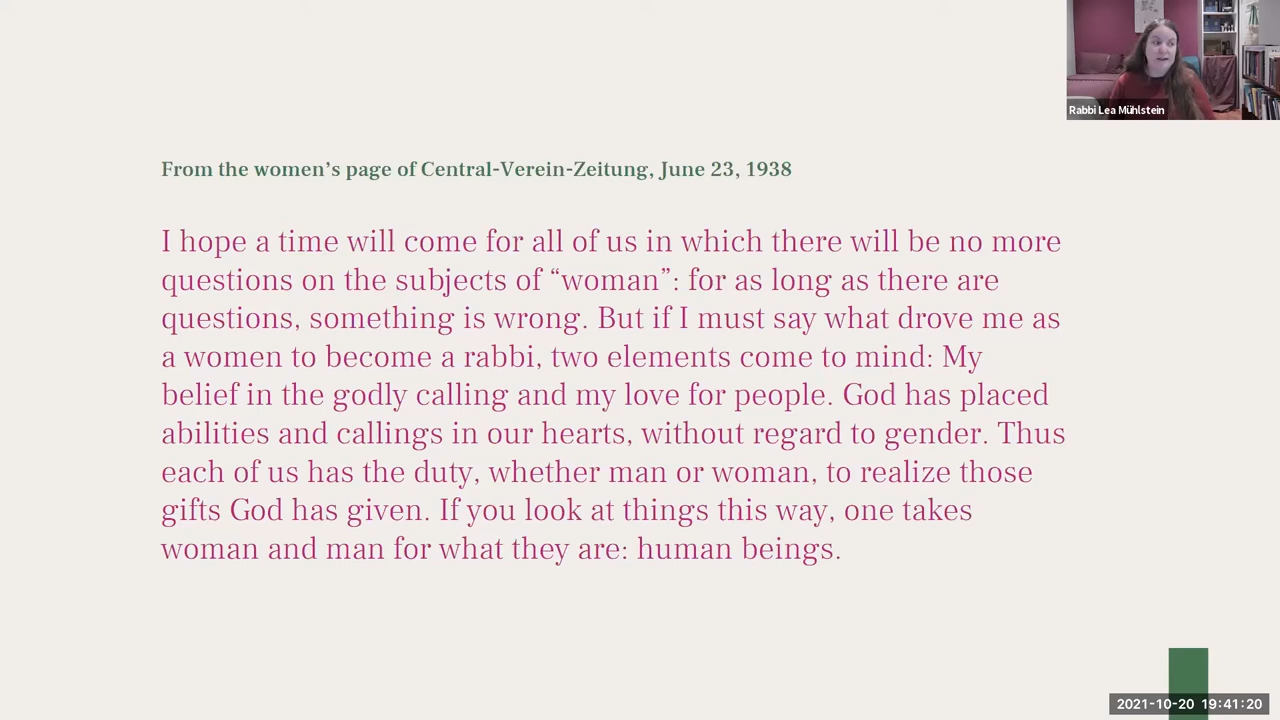 Rabbi Lea Mühlstein
From the women’s page of Central-Verein-Zeitung, June 23, 1938
I hope a time will come for all of us in which there will be no more
questions on the subjects of “woman”: for as long as there are
questions, something is wrong. But if I must say what drove me as
a women to become a rabbi, two elements come to mind: My
belief in the godly calling and my love for people. God has placed
abilities and callings in our hearts, without regard to gender. Thus
each of us has the duty, whether man or woman, to realize those
gifts God has given. If you look at things this way, one takes
woman and man for what they are: human beings.
2021-10-20 19:41:20